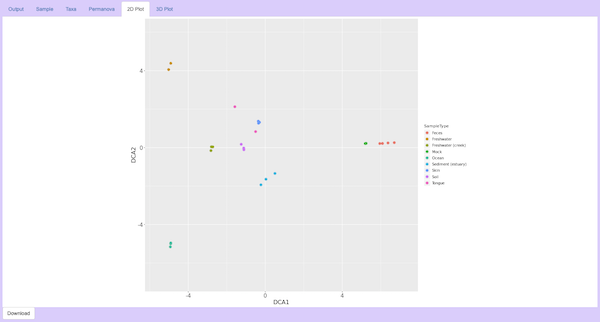 Output Sample Taxa Permanova 2D Plot 3D Plot
4
0
-4
DCA2
-4 0 4
DCA1
SampleType
Feces
Freshwater
Freshwater (creek)
Mock
Ocean
Sediment (estuary)
Skin
Soil
Tongue
Download